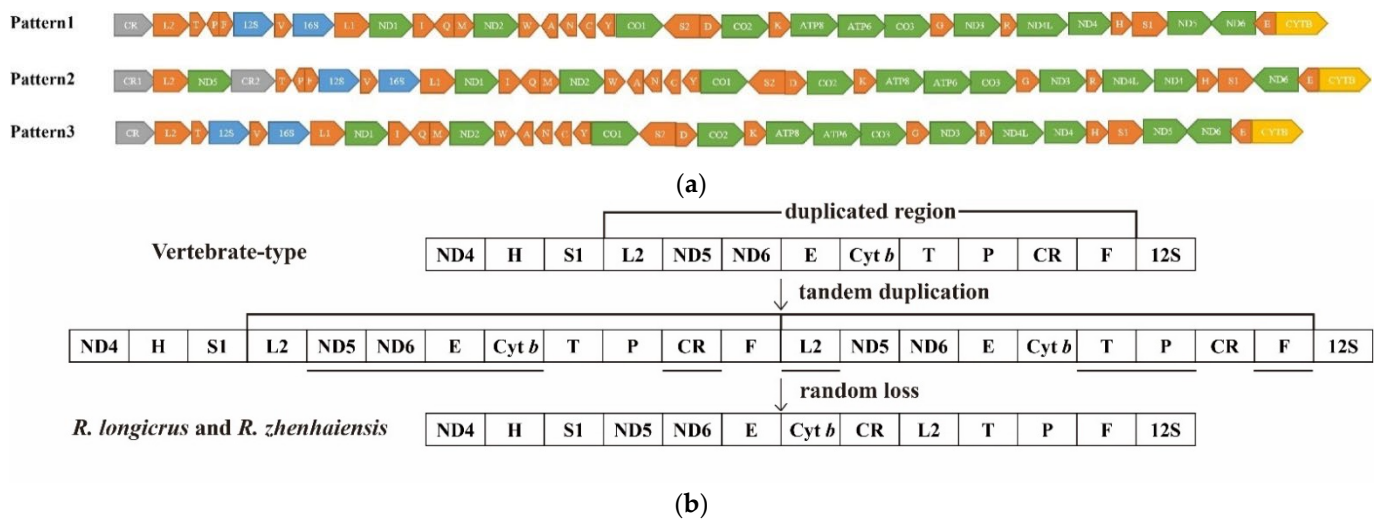 Pattern1 CR L2 T P F 12S V 16S L1 ND1 I Q M ND2 W A N C Y CO1 S2 D CO2 K ATP8 ATP6 CO3 G ND3 R ND4L ND4 H S1 ND5 ND6 E CYTB
Pattern2 CR1 L2 ND5 CR2 T P F 12S V 16S L1 ND1 I Q M ND2 W A N C Y CO1 S2 D CO2 K ATP8 ATP6 CO3 G ND3 R ND4L ND4 H S1 ND6 E CYTB
Pattern3 CR L2 T 12S V 16S L1 ND1 I Q M ND2 W A N C Y CO1 S2 D CO2 K ATP8 ATP6 CO3 G ND3 R ND4L ND4 H S1 ND5 ND6 E CYTB
(a)
duplicated region
Vertebrate-type ND4 H S1 L2 ND5 ND6 E Cyt b T P CR F 12S
tandem duplication
ND4 H S1 L2 ND5 ND6 E Cyt b T P CR F L2 ND5 ND6 E Cyt b T P CR F 12S
random loss
R. longicrus and R. zhenhaiensis ND4 H S1 ND5 ND6 E Cyt b CR L2 T P F 12S
(b)